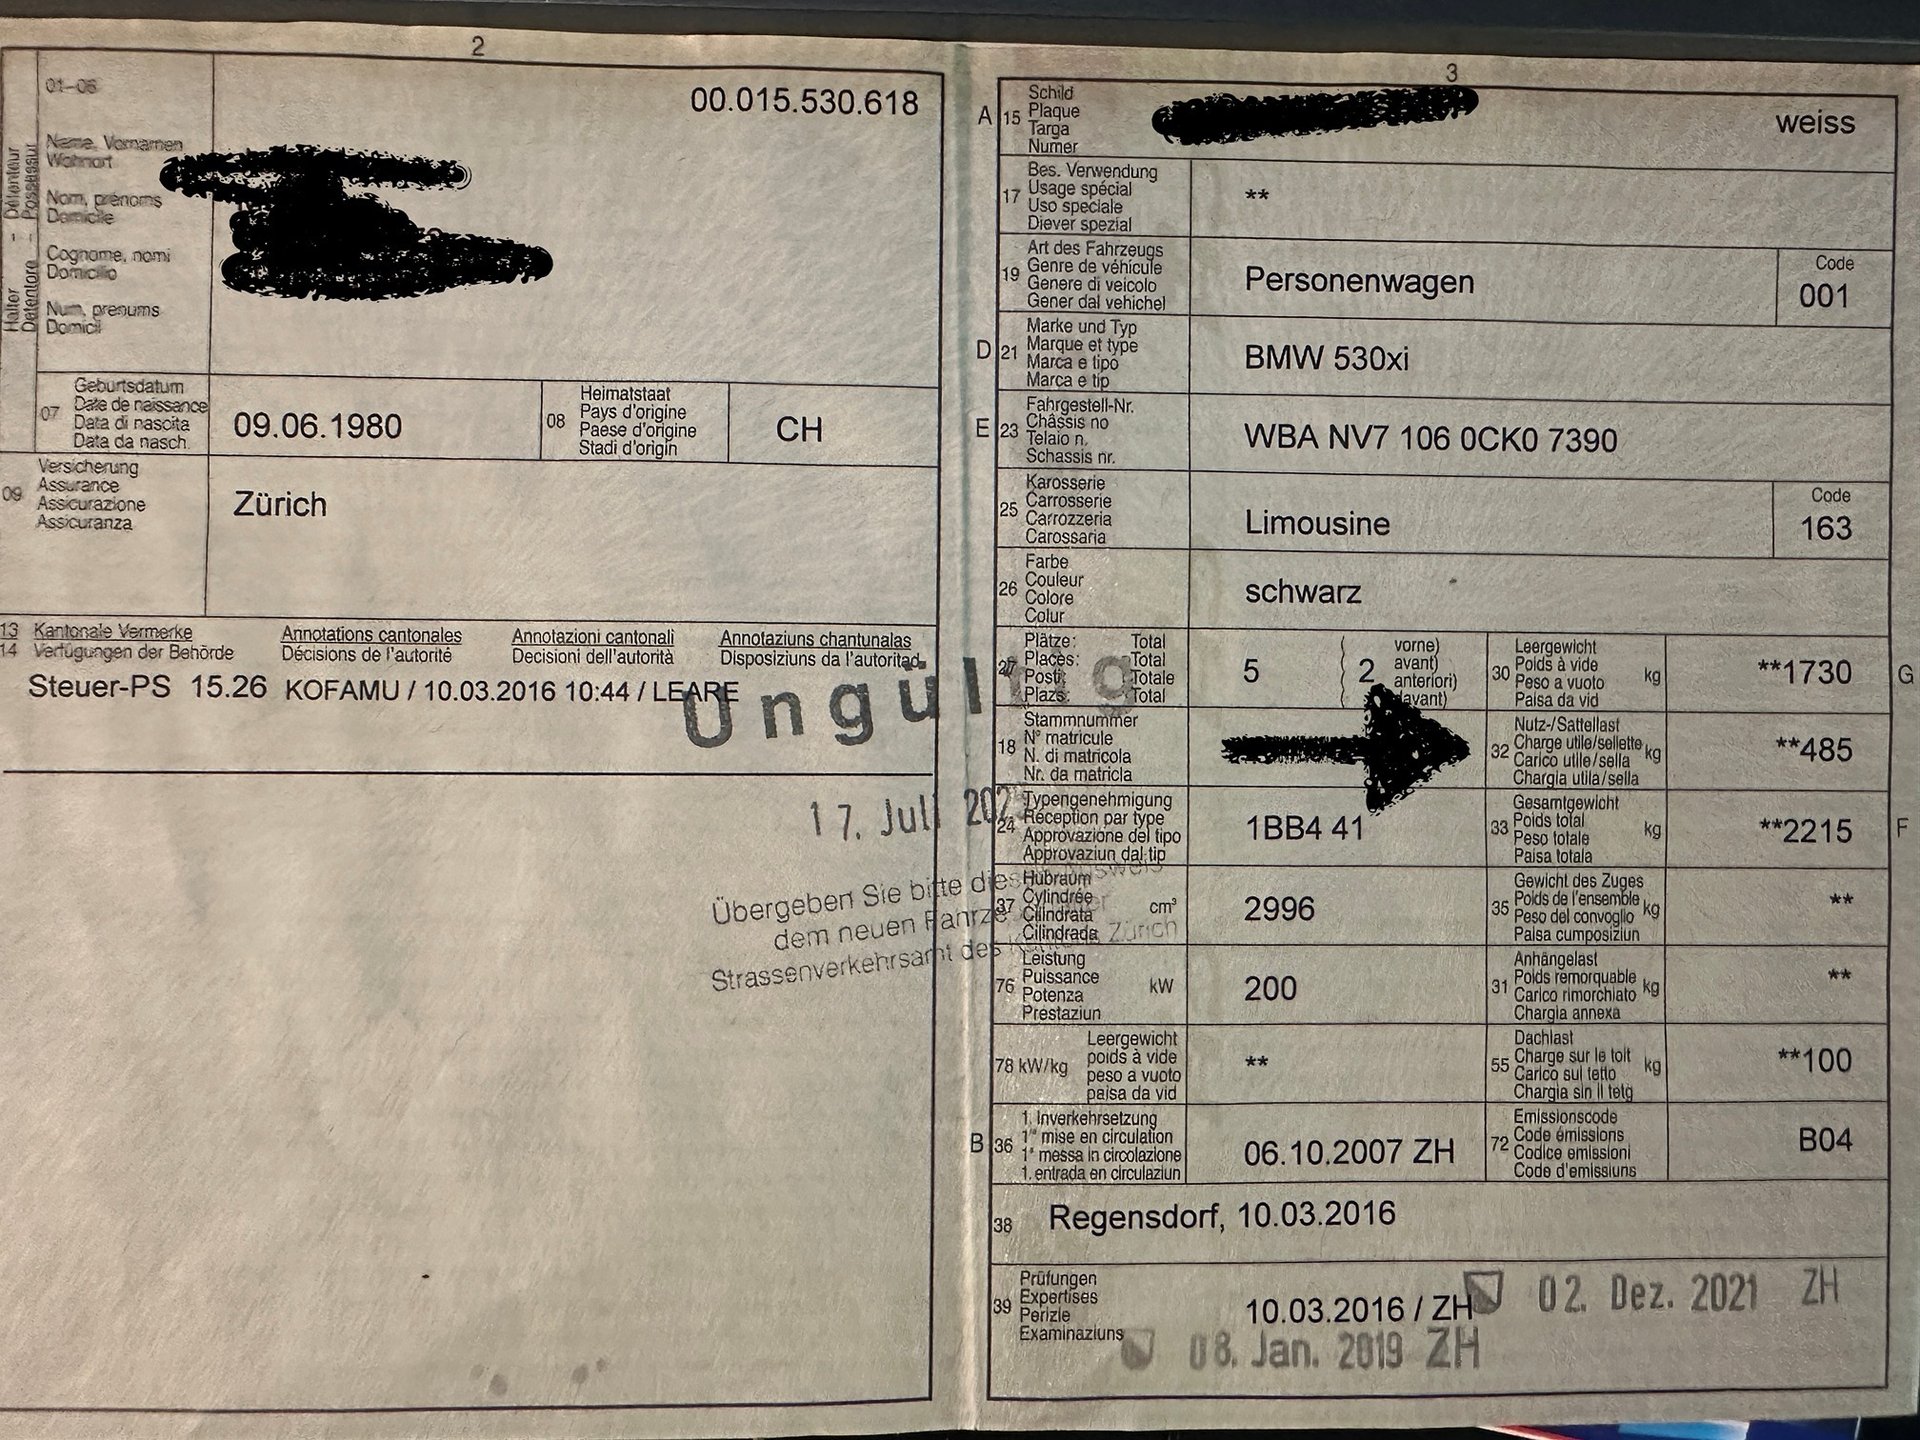 2
01-06
00.015.530.618
Halter Détenteur
Detentore Possessur
Name, Vornamen
Wohnort
Nom, prénoms
Domicile
Cognome, nomi
Domicilio
Num, prenums
Domicil
07
Geburtsdatum
Date de naissance
Data di nascita
Data da nasch.
09.06.1980
08
Heimatstaat
Pays d'origine
Paese d'origine
Stadi d'origin
CH
09
Versicherung
Assurance
Assicurazione
Assicuranza
Zürich
13 Kantonale Vermerke
14 Verfügungen der Behörde
Annotations cantonales
Décisions de l'autorité
Annotazioni cantonali
Decisioni dell'autorità
Annotaziuns chantunalas
Disposiziuns da l'autoritad
Steuer-PS 15.26 KOFAMU / 10.03.2016 10:44 / LEARE
Ungültig
17. Juli
Übergeben Sie bitte
dem neuen
Strassenverkehrsamt des Zürich
3
A 15
Schild
Plaque
Targa
Numer
weiss
17
Bes. Verwendung
Usage spécial
Uso speciale
Diever spezial
**
19
Art des Fahrzeugs
Genre de véhicule
Genere di veicolo
Gener dal vehichel
Personenwagen
Code
001
D 21
Marke und Typ
Marque et type
Marca e tipo
Marca e tip
BMW 530xi
E 23
Fahrgestell-Nr.
Châssis no
Telaio n.
Schassis nr.
WBA NV7 106 0CK0 7390
25
Karosserie
Carrosserie
Carrozzeria
Carossaria
Limousine
Code
163
26
Farbe
Couleur
Colore
Colur
schwarz
27
Plätze: Total
Places: Total
Posti: Totale
Plazs: Total
5
2
vorne)
avant)
anteriori)
davant)
30
Leergewicht
Poids à vide
Peso a vuoto
Paisa da vid
kg
**1730
G
18
Stammnummer
N° matricule
N. di matricola
Nr. da matricla
32
Nutz-/Sattellast
Charge utile/sellette
Carico utile/sella
Chargia utila/sella
kg
**485
24
Typengenehmigung
Réception par type
Approvazione del tipo
Approvaziun dal tip
1BB4 41
33
Gesamtgewicht
Poids total
Peso totale
Paisa totala
kg
**2215
F
37
Hubraum
Cylindrée
Cilindrata
Cilindrada
cm³
2996
35
Gewicht des Zuges
Poids de l'ensemble
Peso del convoglio
Paisa cumposiziun
kg
**
76
Leistung
Puissance
Potenza
Prestaziun
kW
200
31
Anhängelast
Poids remorquable
Carico rimorchiato
Chargia annexa
kg
**
78 kW/kg
Leergewicht
poids à vide
peso a vuoto
paisa da vid
**
55
Dachlast
Charge sur le toit
Carico sul tetto
Chargia sin il tetg
kg
**100
B 36
1. Inverkehrsetzung
1re mise en circulation
1a messa in circolazione
1. entrada en circulaziun
06.10.2007 ZH
72
Emissionscode
Code émissions
Codice emissioni
Code d'emissiuns
B04
38
Regensdorf, 10.03.2016
39
Prüfungen
Expertises
Perizie
Examinaziuns
10.03.2016 / ZH
02. Dez. 2021 ZH
08. Jan. 2019 ZH